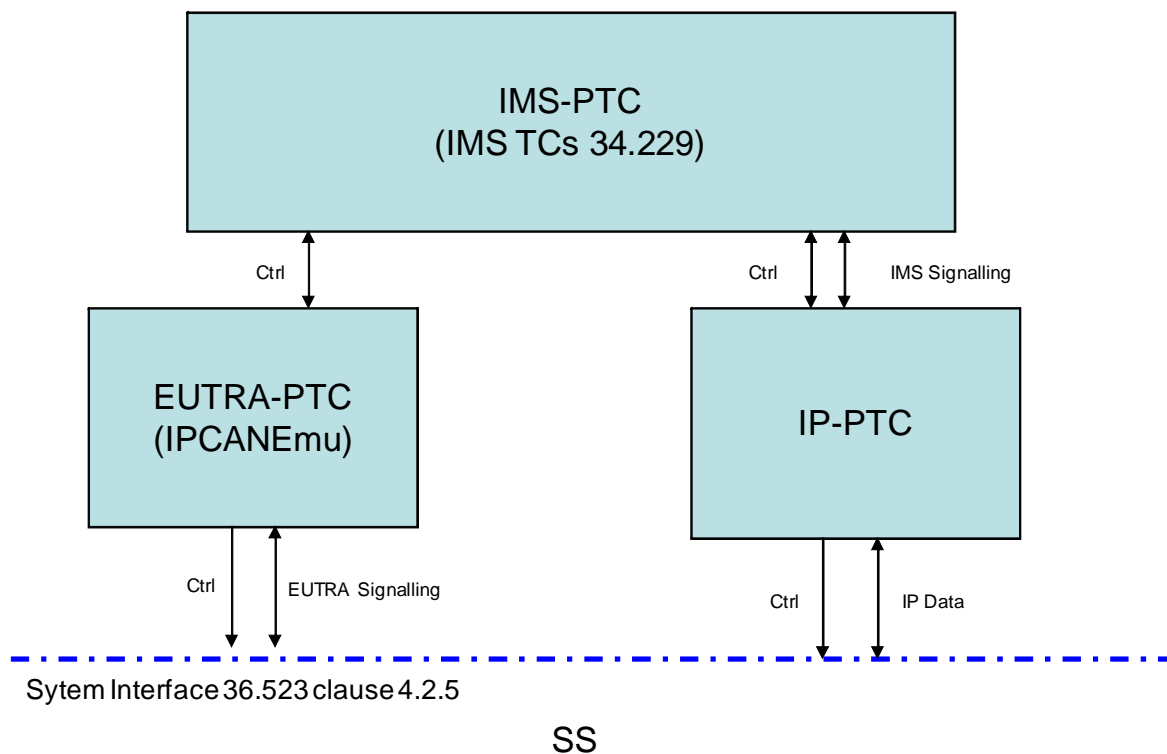 IMS-PTC
(IMS TCs 34.229)
Ctrl
Ctrl
IMS Signalling
EUTRA-PTC
(IPCANEmu)
IP-PTC
Ctrl
EUTRA Signalling
Ctrl
IP Data
Sytem Interface 36.523 clause 4.2.5
SS